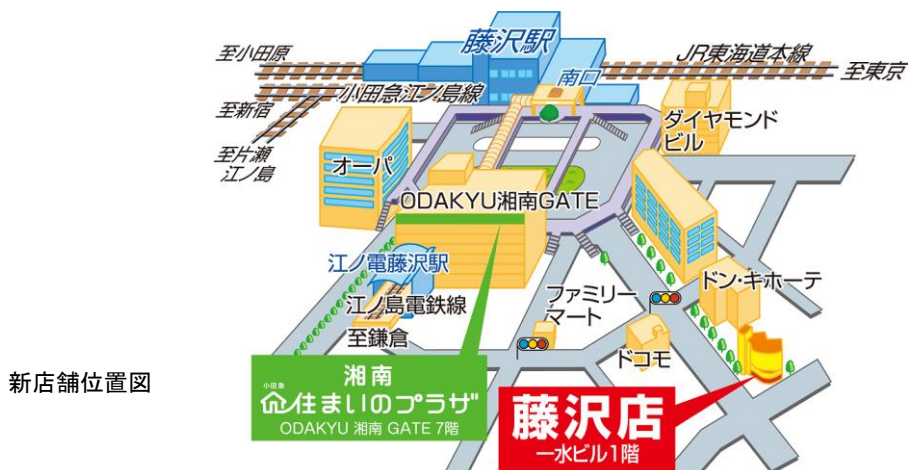 藤沢駅
至小田原
JR東海道本線
至東京
南口
小田急江ノ島線
至新宿
ダイヤモンド
ビル
至片瀬
江ノ島
オーパ
ODAKYU湘南GATE
江ノ電藤沢駅
ドン・キホーテ
江ノ島電鉄線
ファミリー
マート
至鎌倉
ドコモ
湘南
小田急
住まいのプラザ
ODAKYU 湘南 GATE 7階
新店舗位置図
藤沢店
一水ビル1階